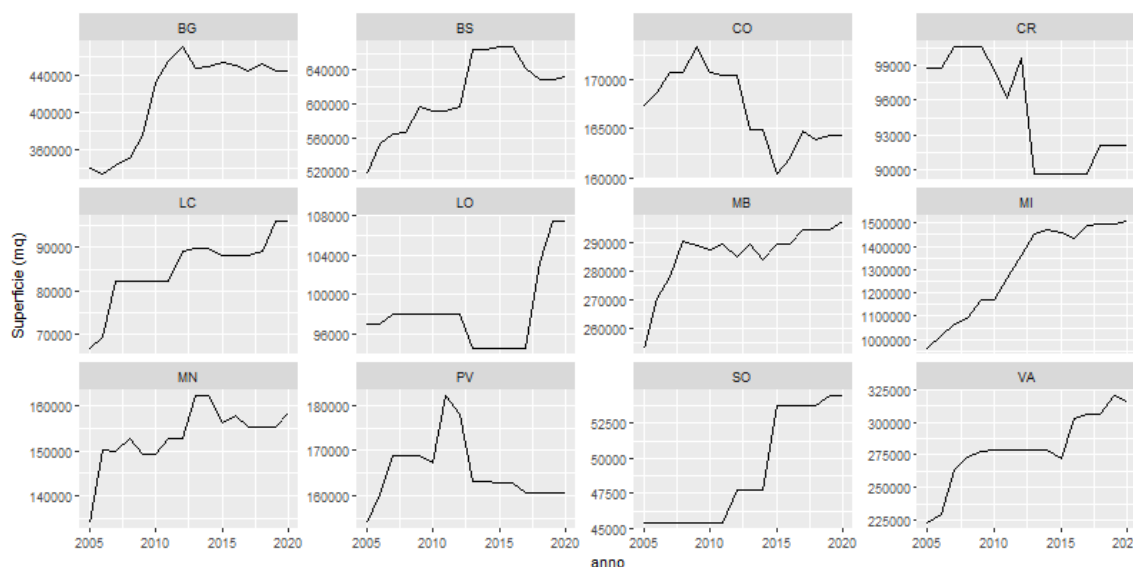 BG BS CO CR
440000 400000 360000
640000 600000 560000 520000
170000 165000 160000
99000 96000 93000 90000
LC LO MB MI
90000 80000 70000
108000 104000 100000 96000
290000 280000 270000 260000
1500000 1400000 1300000 1200000 1100000 1000000
MN PV SO VA
160000 150000 140000
180000 170000 160000
52500 50000 47500 45000
325000 300000 275000 250000 225000
2005 2010 2015 2020 2005 2010 2015 2020 2005 2010 2015 2020 2005 2010 2015 2020
Superficie (mq)
anno